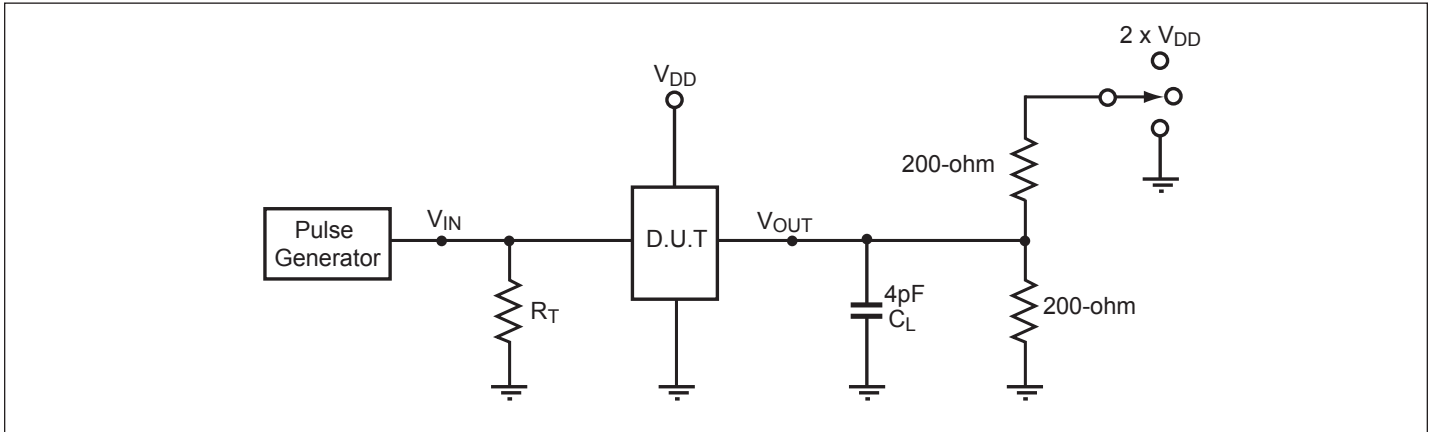 2 x VDD
VDD
200-ohm
Pulse
Generator
VIN
D.U.T
VOUT
RT
4pF
CL
200-ohm